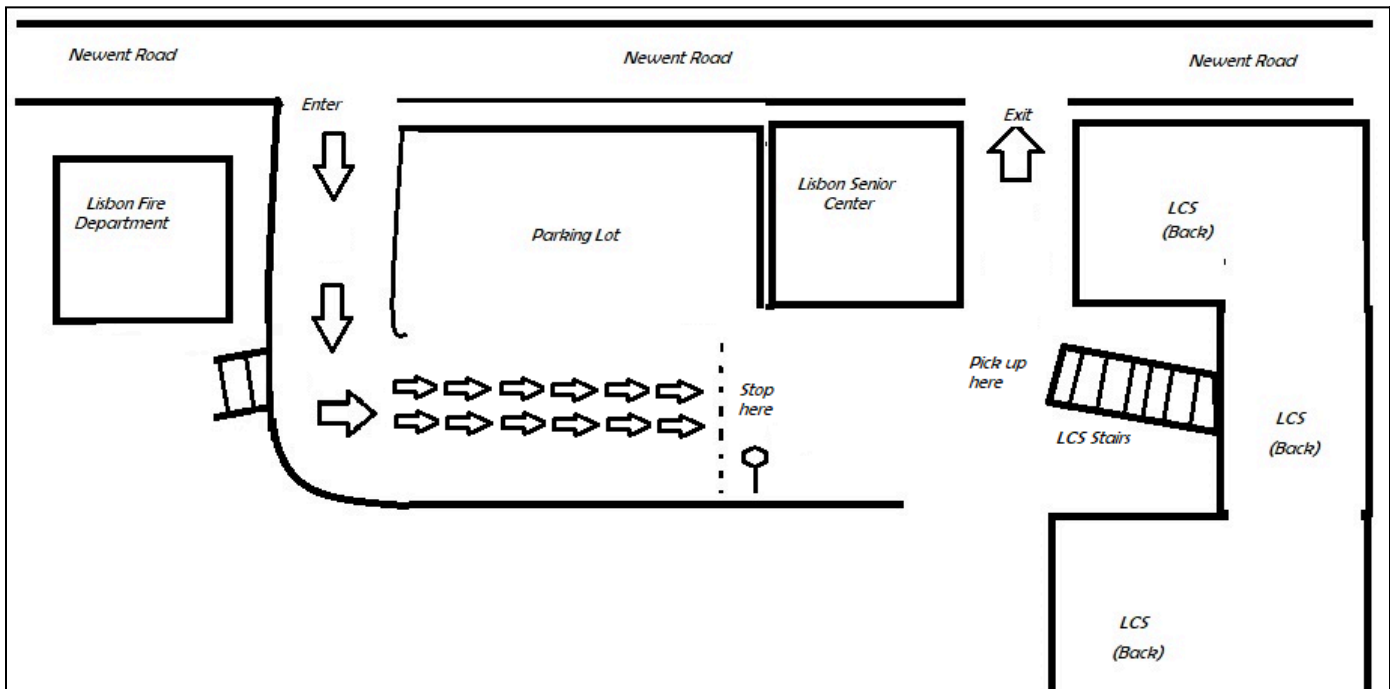 Newent Road
Newent Road
Newent Road
Enter
Exit
Lisbon Fire
Department
Parking Lot
Lisbon Senior
Center
LCS
(Back)
Stop
here
Pick up
here
LCS Stairs
LCS
(Back)
LCS
(Back)